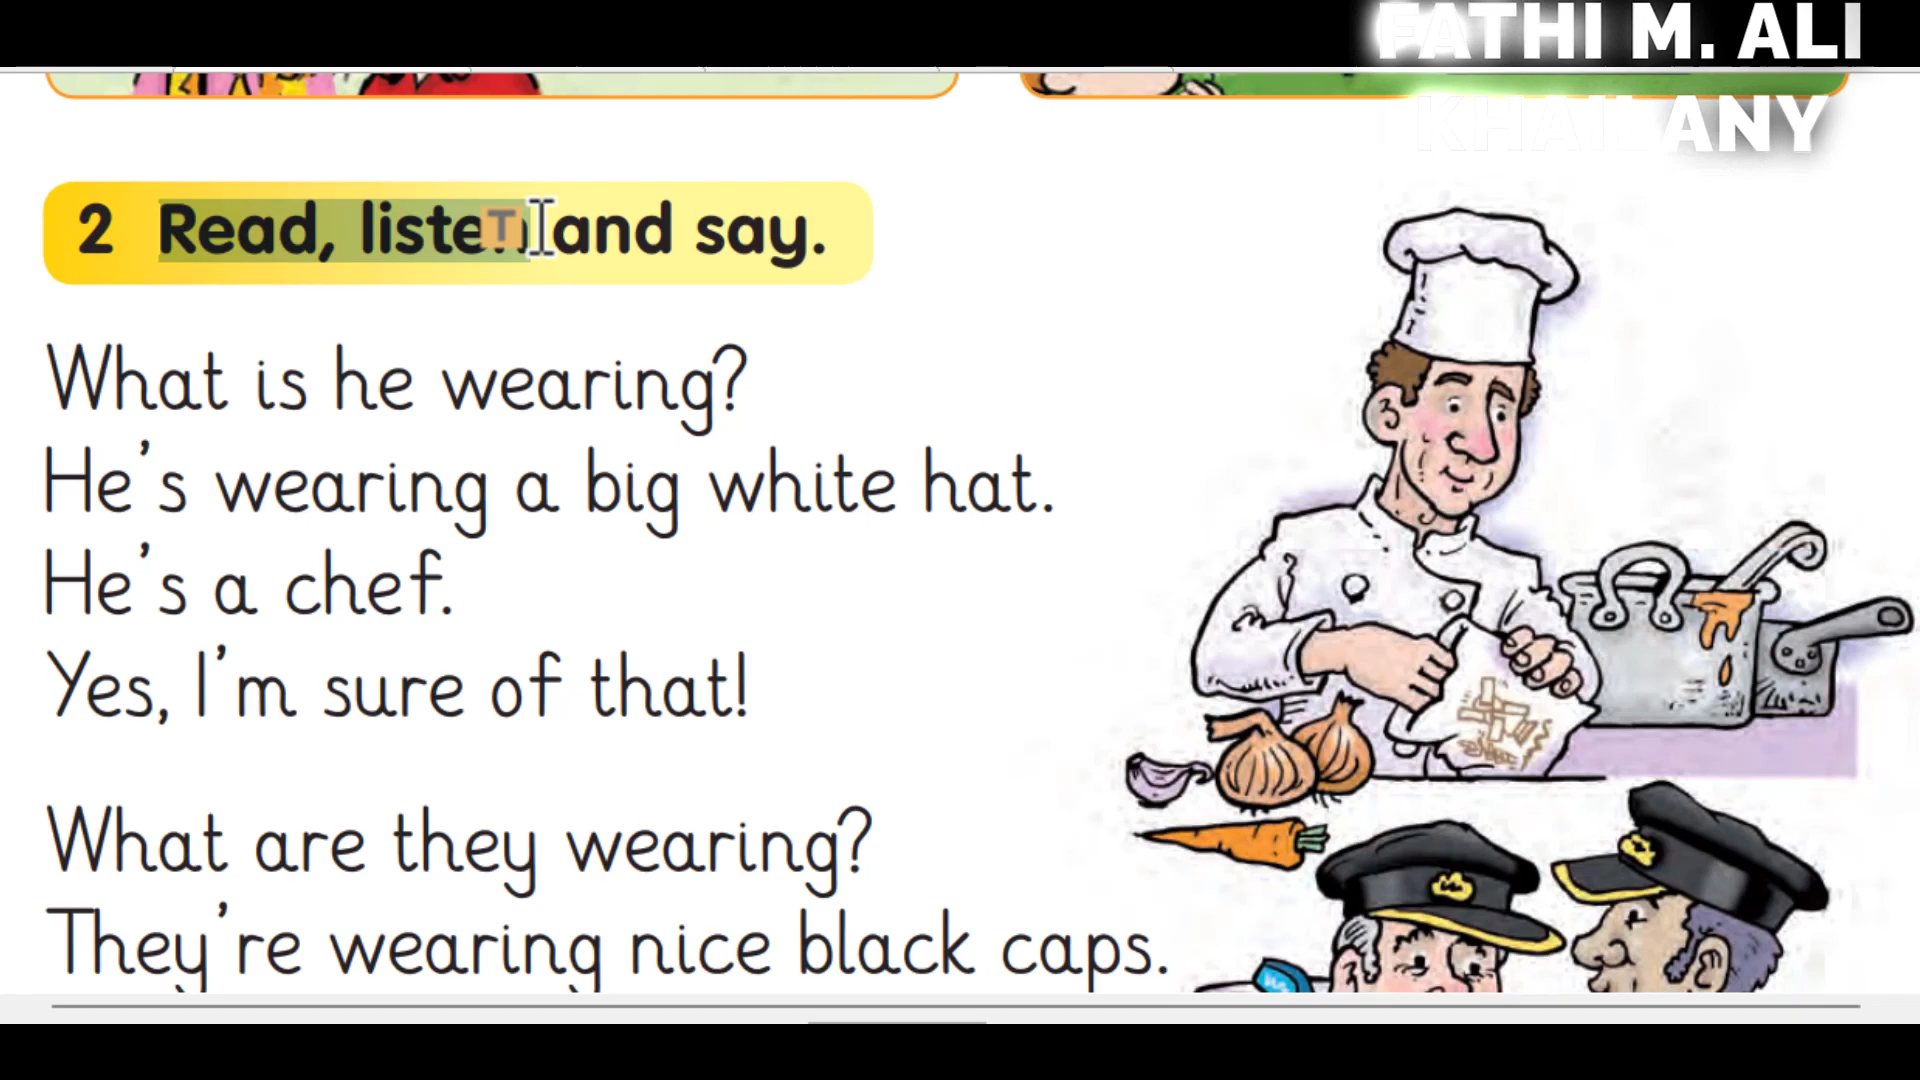 FATHI M. ALI
KHAILANY
2 Read, listen and say.
What is he wearing?
He's wearing a big white hat.
He's a chef.
Yes, I'm sure of that!
What are they wearing?
They're wearing nice black caps.